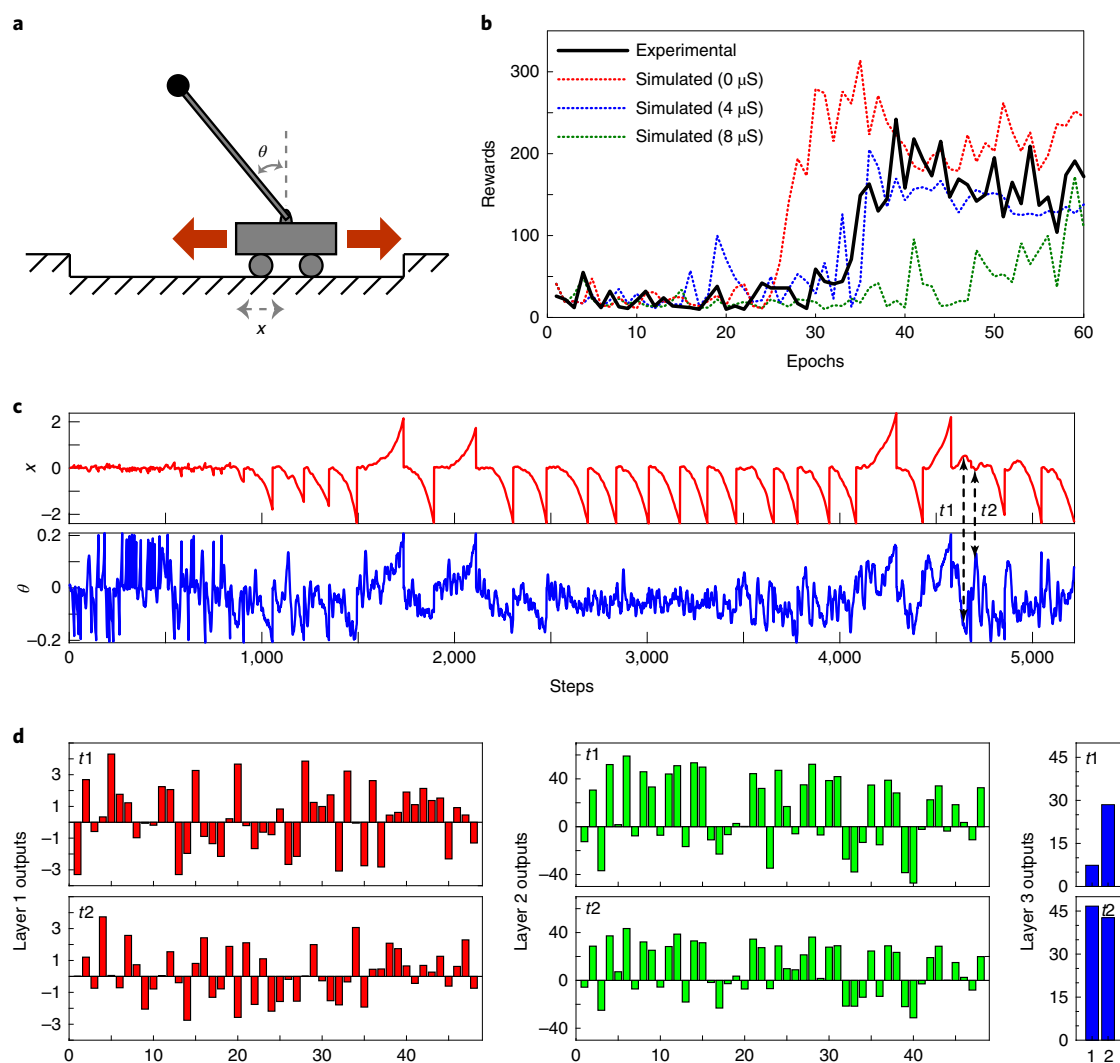 a
θ
x
b
Experimental
Simulated (0 μS)
Simulated (4 μS)
Simulated (8 μS)
Rewards
300
200
100
0
0 10 20 30 40 50 60
Epochs
c
x
2
0
−2
t1 t2
θ
0.2
0
−0.2
0 1,000 2,000 3,000 4,000 5,000
Steps
d
Layer 1 outputs
t1
3
1
−1
−3
t2
3
1
−1
−3
0 10 20 30 40
Layer 2 outputs
t1
40
0
−40
t2
40
0
−40
0 10 20 30 40
Layer 3 outputs
t1
45
30
15
0
t2
45
30
15
0
1 2